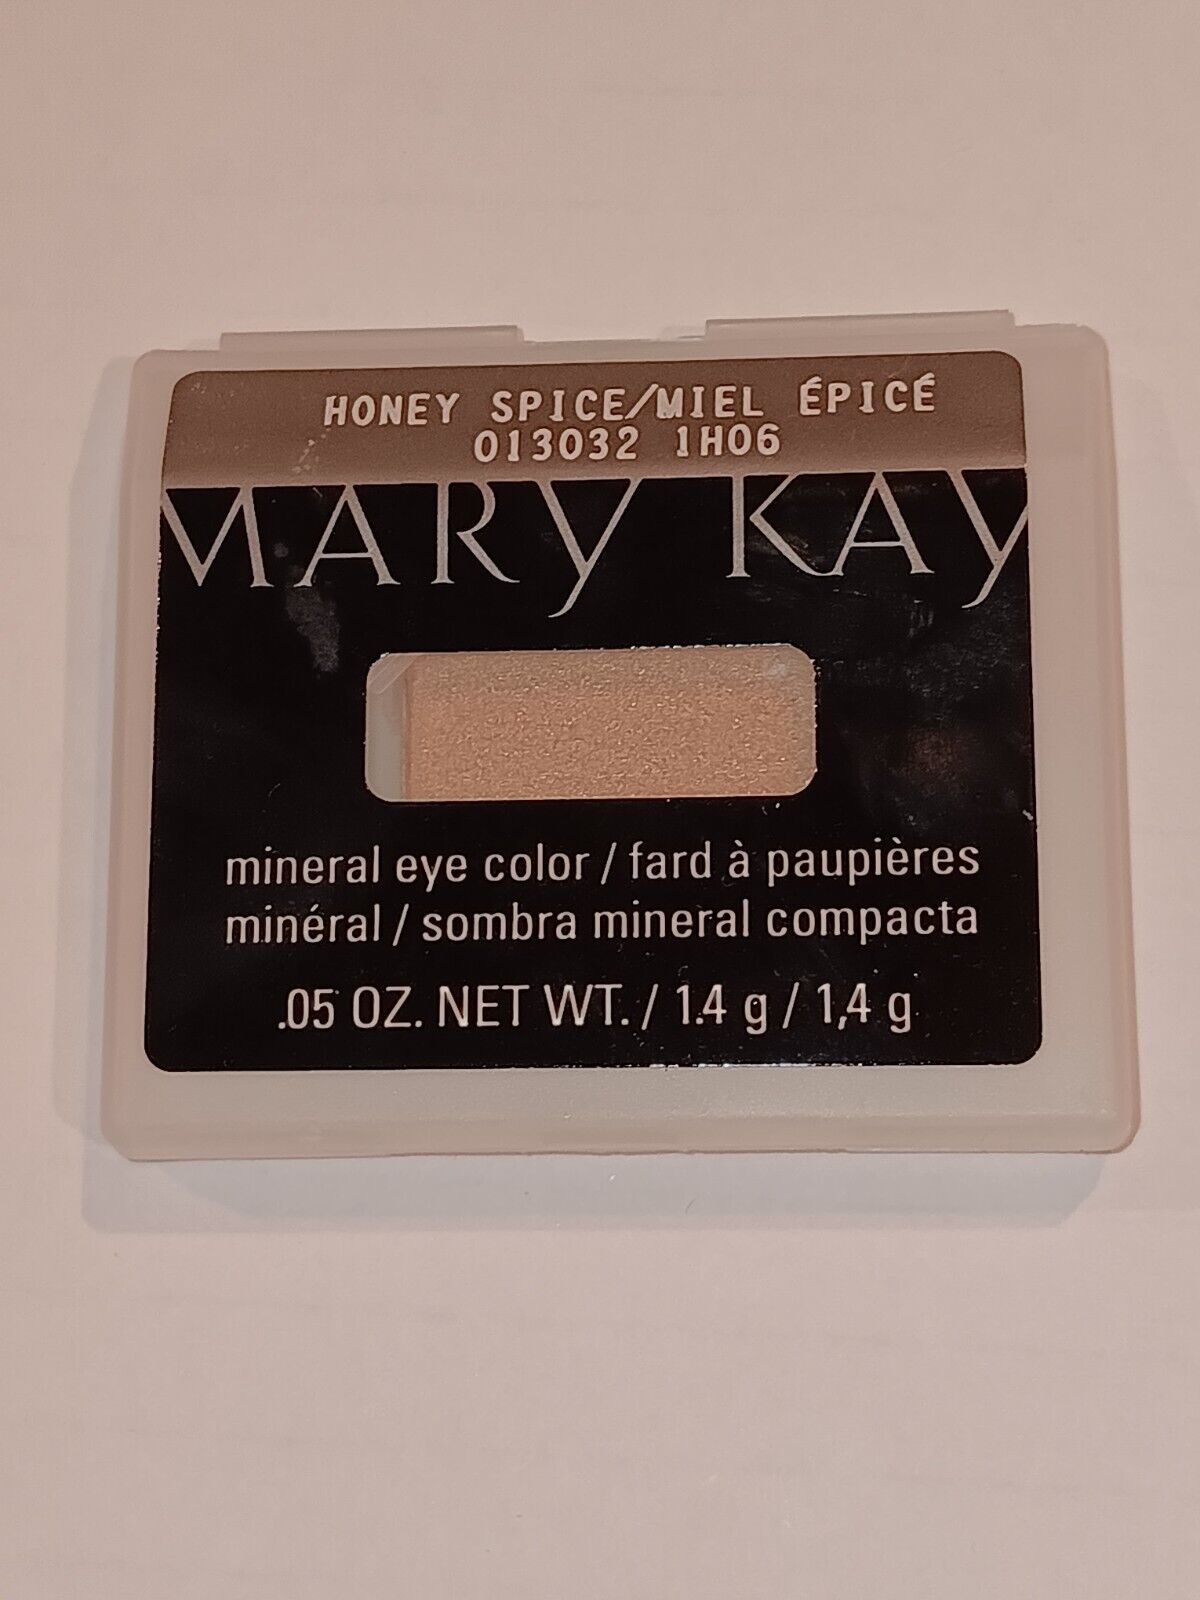 HONEY SPICE/MIEL ÉPICÉ
013032 1H06
MARY KAY
mineral eye color / fard à paupières
minéral / sombra mineral compacta
.05 OZ. NET WT. / 1.4 g / 1,4 g